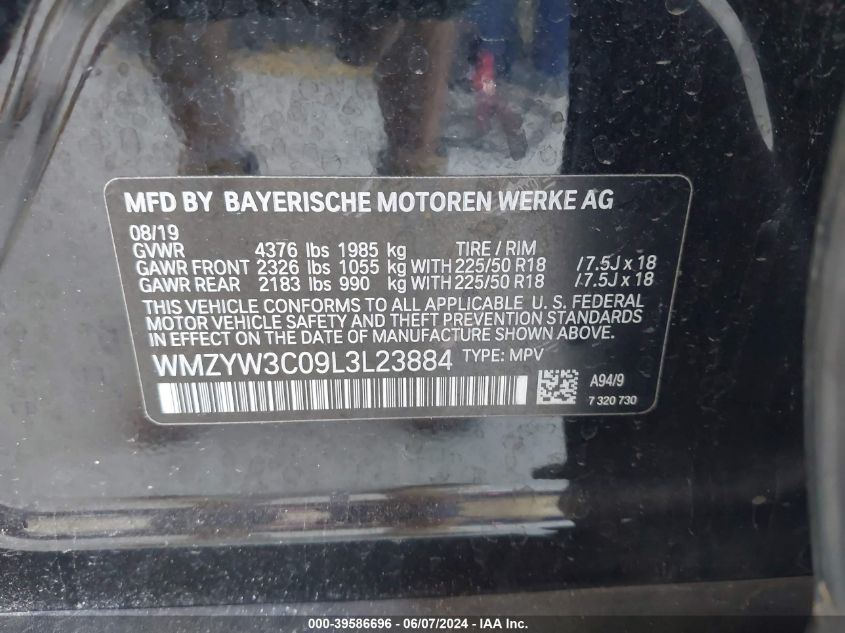 MFD BY BAYERISCHE MOTOREN WERKE AG
08/19
GVWR 4376 lbs 1985 kg TIRE / RIM
GAWR FRONT 2326 lbs 1055 kg WITH 225/50 R18 /7.5J x 18
GAWR REAR 2183 lbs 990 kg WITH 225/50 R18 /7.5J x 18
THIS VEHICLE CONFORMS TO ALL APPLICABLE U. S. FEDERAL
MOTOR VEHICLE SAFETY AND THEFT PREVENTION STANDARDS
IN EFFECT ON THE DATE OF MANUFACTURE SHOWN ABOVE.
WMZYW3C09L3L23884 TYPE: MPV
A94/9
7 320 730
000-39586696 - 06/07/2024 - IAA Inc.